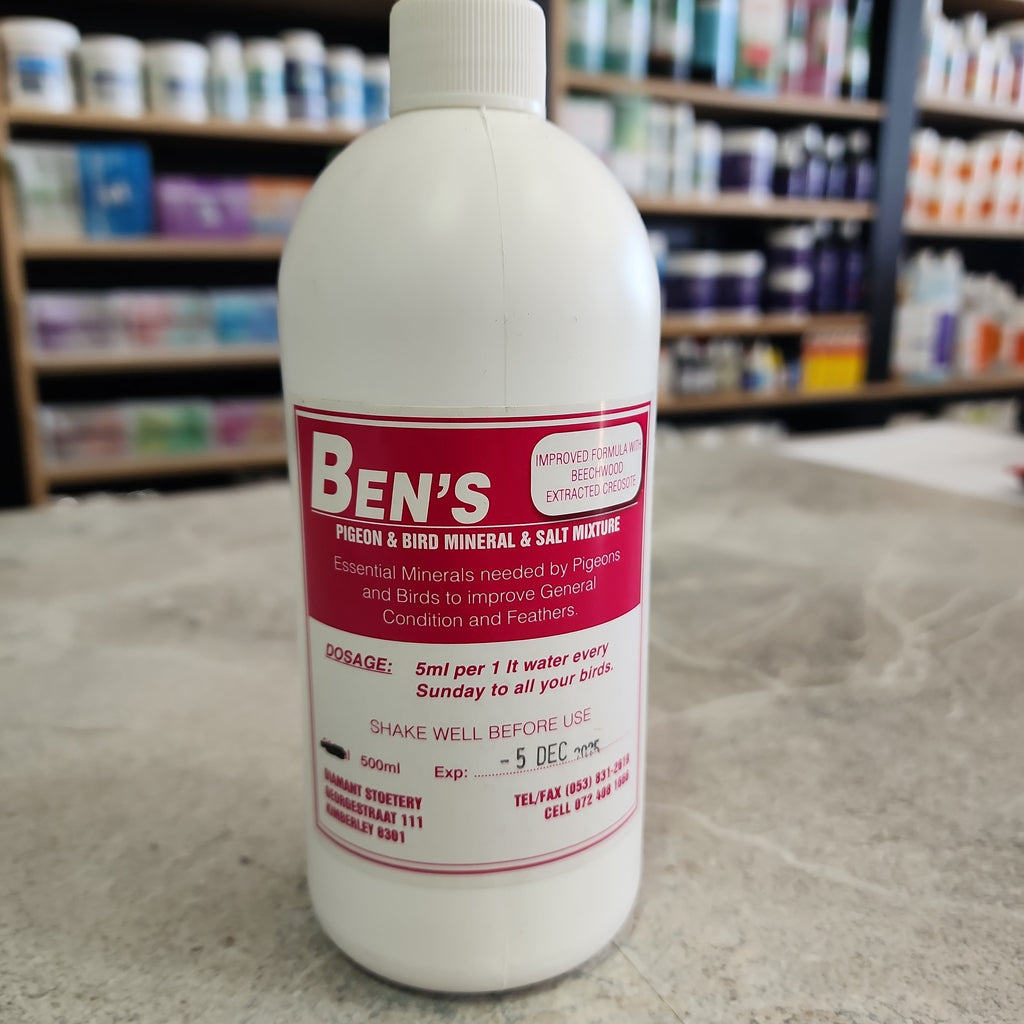 BEN'S
IMPROVED FORMULA WITH
BEECHWOOD
EXTRACTED CREOSOTE
PIGEON & BIRD MINERAL & SALT MIXTURE
Essential Minerals needed by Pigeons
and Birds to improve General
Condition and Feathers.
DOSAGE: 5ml per 1 lt water every
Sunday to all your birds.
SHAKE WELL BEFORE USE
500ml Exp: - 5 DEC 2025
DIAMANT STOETERY
GEORGESTRAAT 111
KIMBERLEY 8301
TEL/FAX (053) 831-2619
CELL 072 408